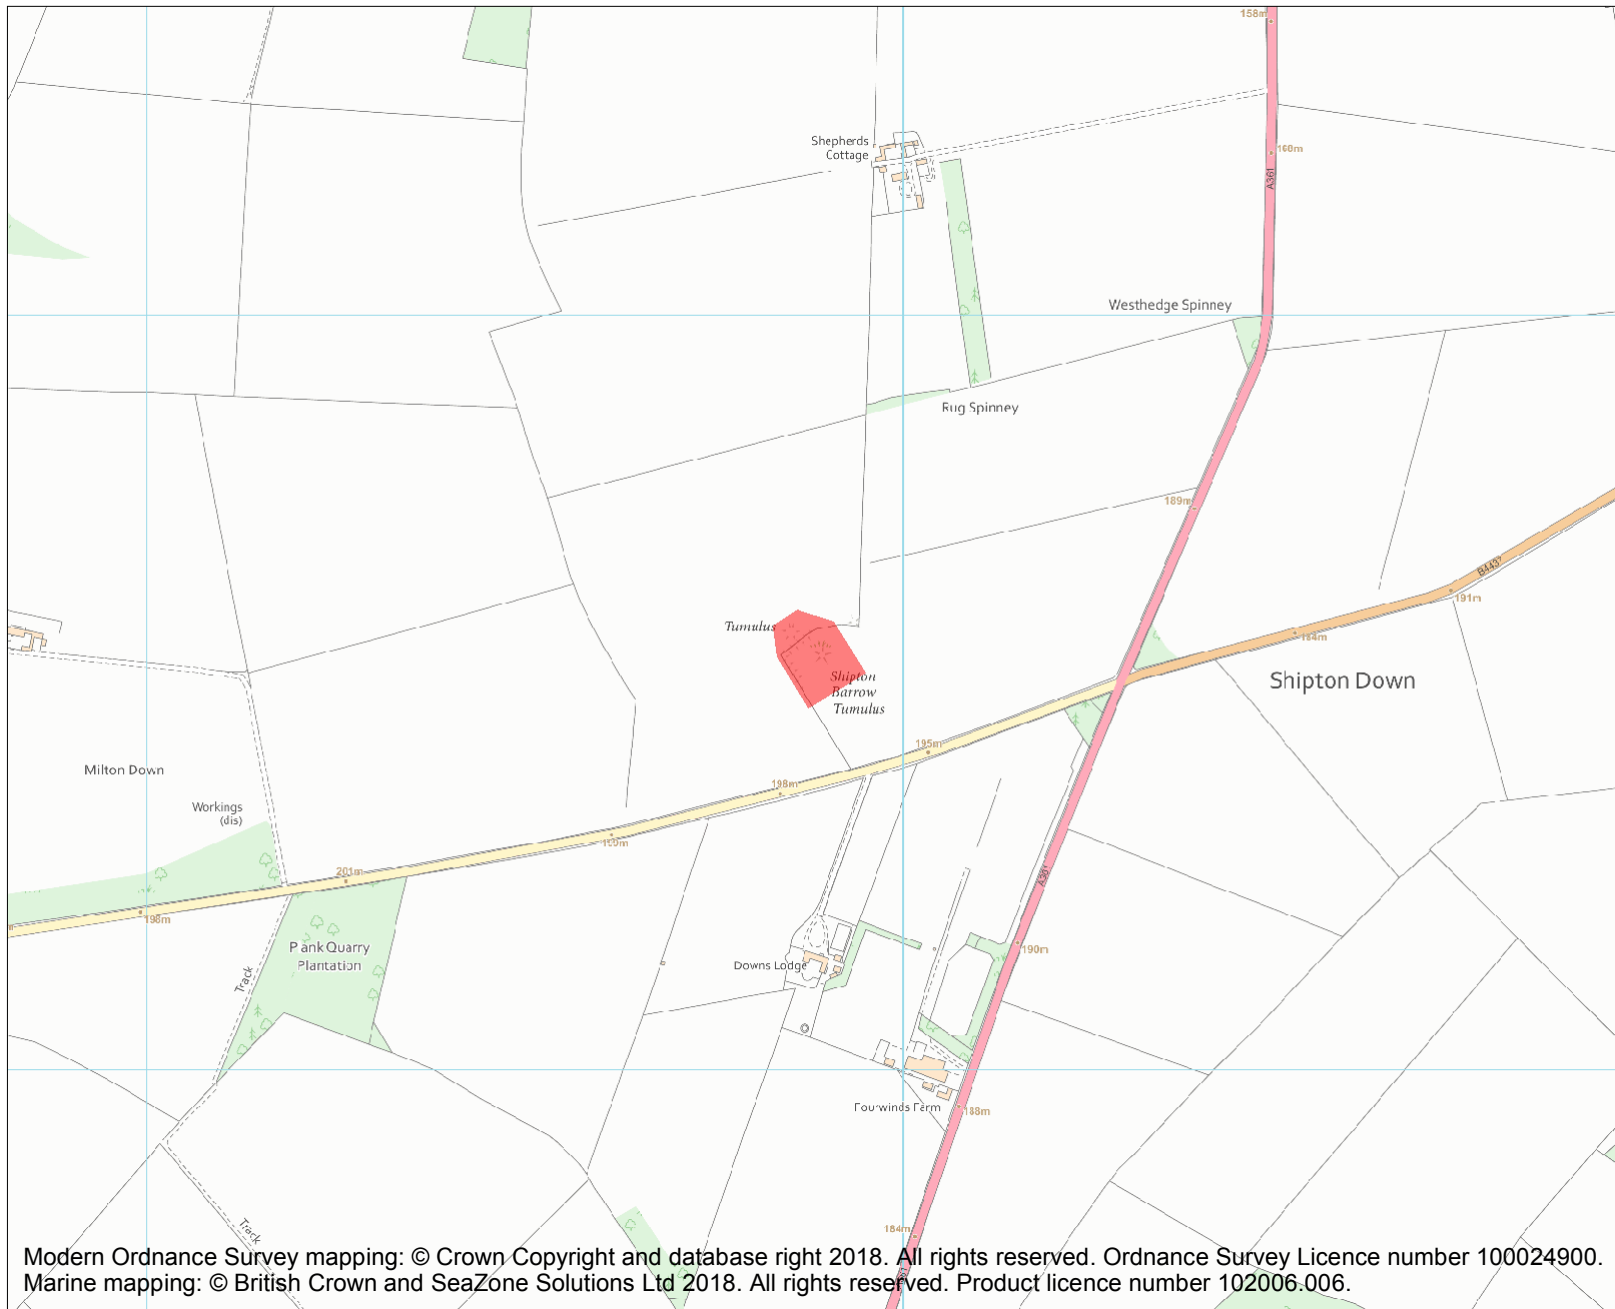 158m
Shepherds
Cottage
168m
A361
Westhedge Spinney
Rug Spinney
189m
B4437
191m
194m
Tumulus
Shipton
Barrow
Tumulus
Shipton Down
195m
Milton Down
198m
Workings
(dis)
201m
198m
Plank Quarry
Plantation
Track
Downs Lodge
190m
Fourwinds Farm
188m
Track
184m
Modern Ordnance Survey mapping: © Crown Copyright and database right 2018. All rights reserved. Ordnance Survey Licence number 100024900.
Marine mapping: © British Crown and SeaZone Solutions Ltd 2018. All rights reserved. Product licence number 102006.006.